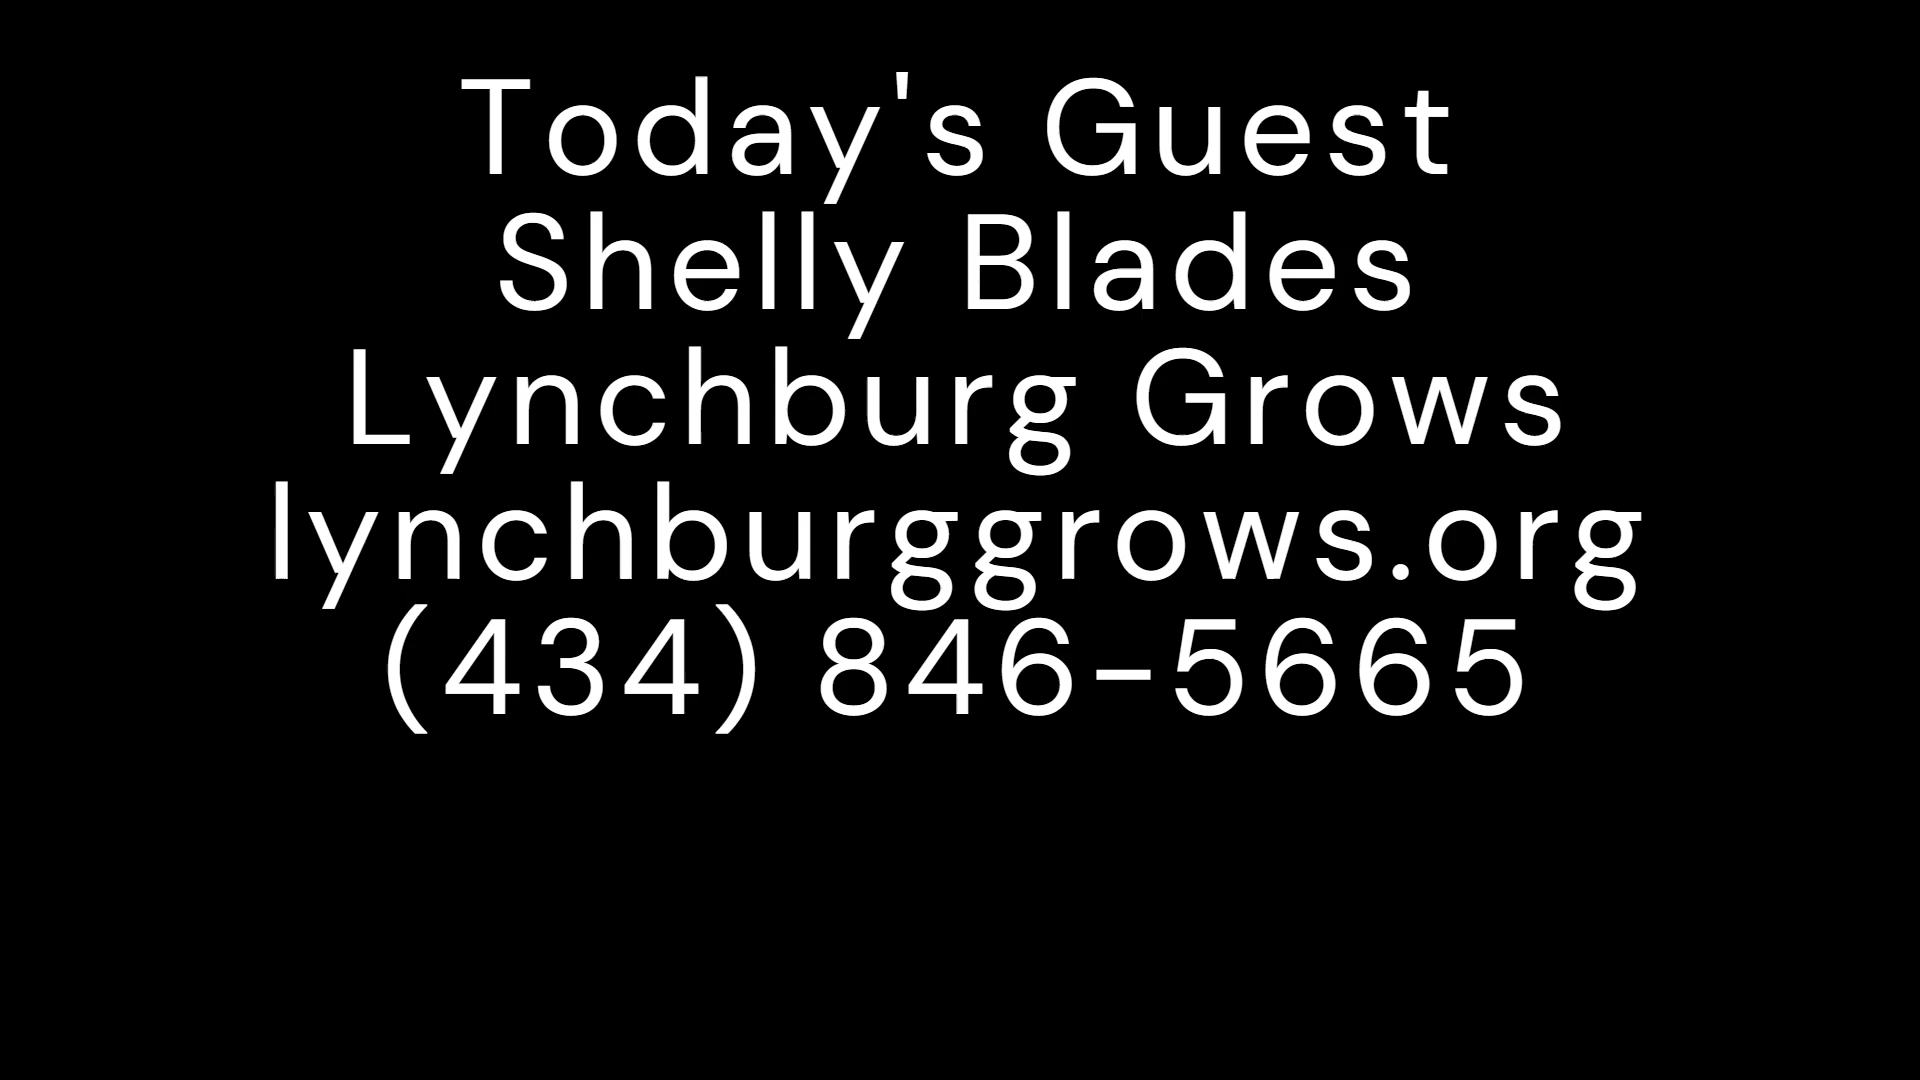 Today's Guest
Shelly Blades
Lynchburg Grows
lynchburggrows.org
(434) 846-5665